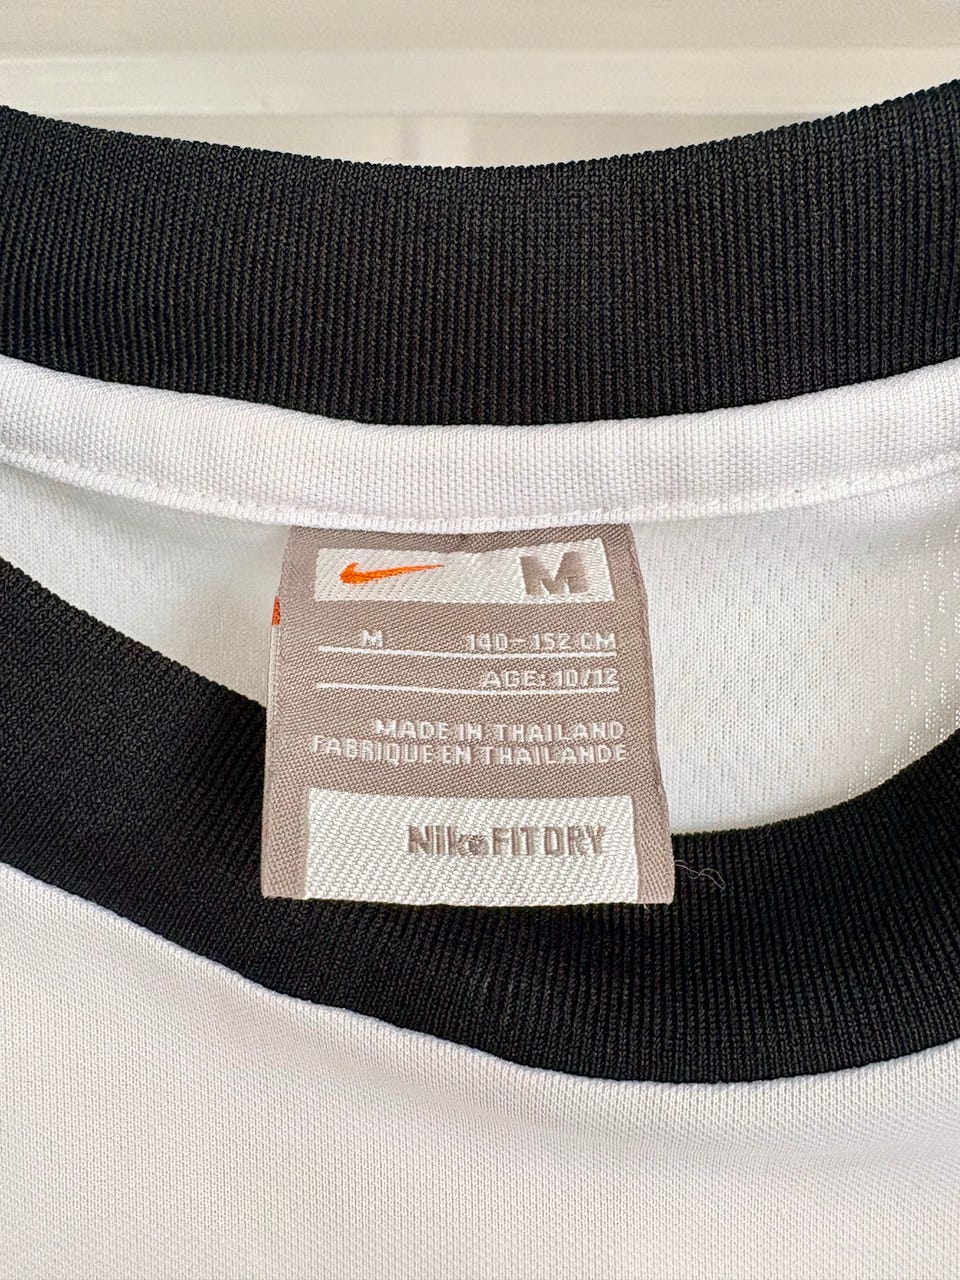 M
M 140-152 CM
AGE: 10/12
MADE IN THAILAND
FABRIQUE EN THAILANDE
Nike FIT DRY